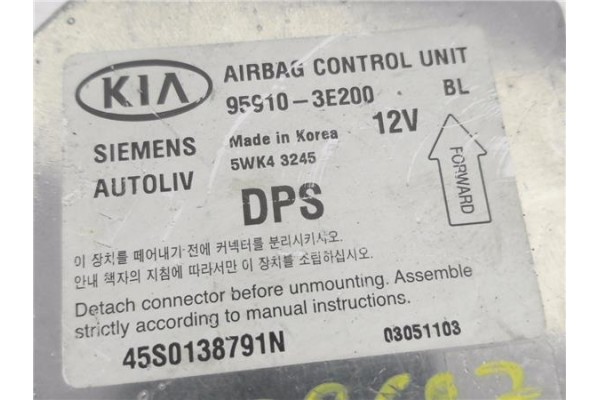 KIA
AIRBAG CONTROL UNIT
95910-3E200 BL
SIEMENS
AUTOLIV
Made in Korea
5WK4 3245
12V
FORWARD
DPS
이 장치를 떼어내기 전에 커넥터를 분리시키시오.
안내 책자의 지침에 따라서만 이 장치를 조립하십시오.
Detach connector before unmounting. Assemble
strictly according to manual instructions.
45S0138791N 03051103